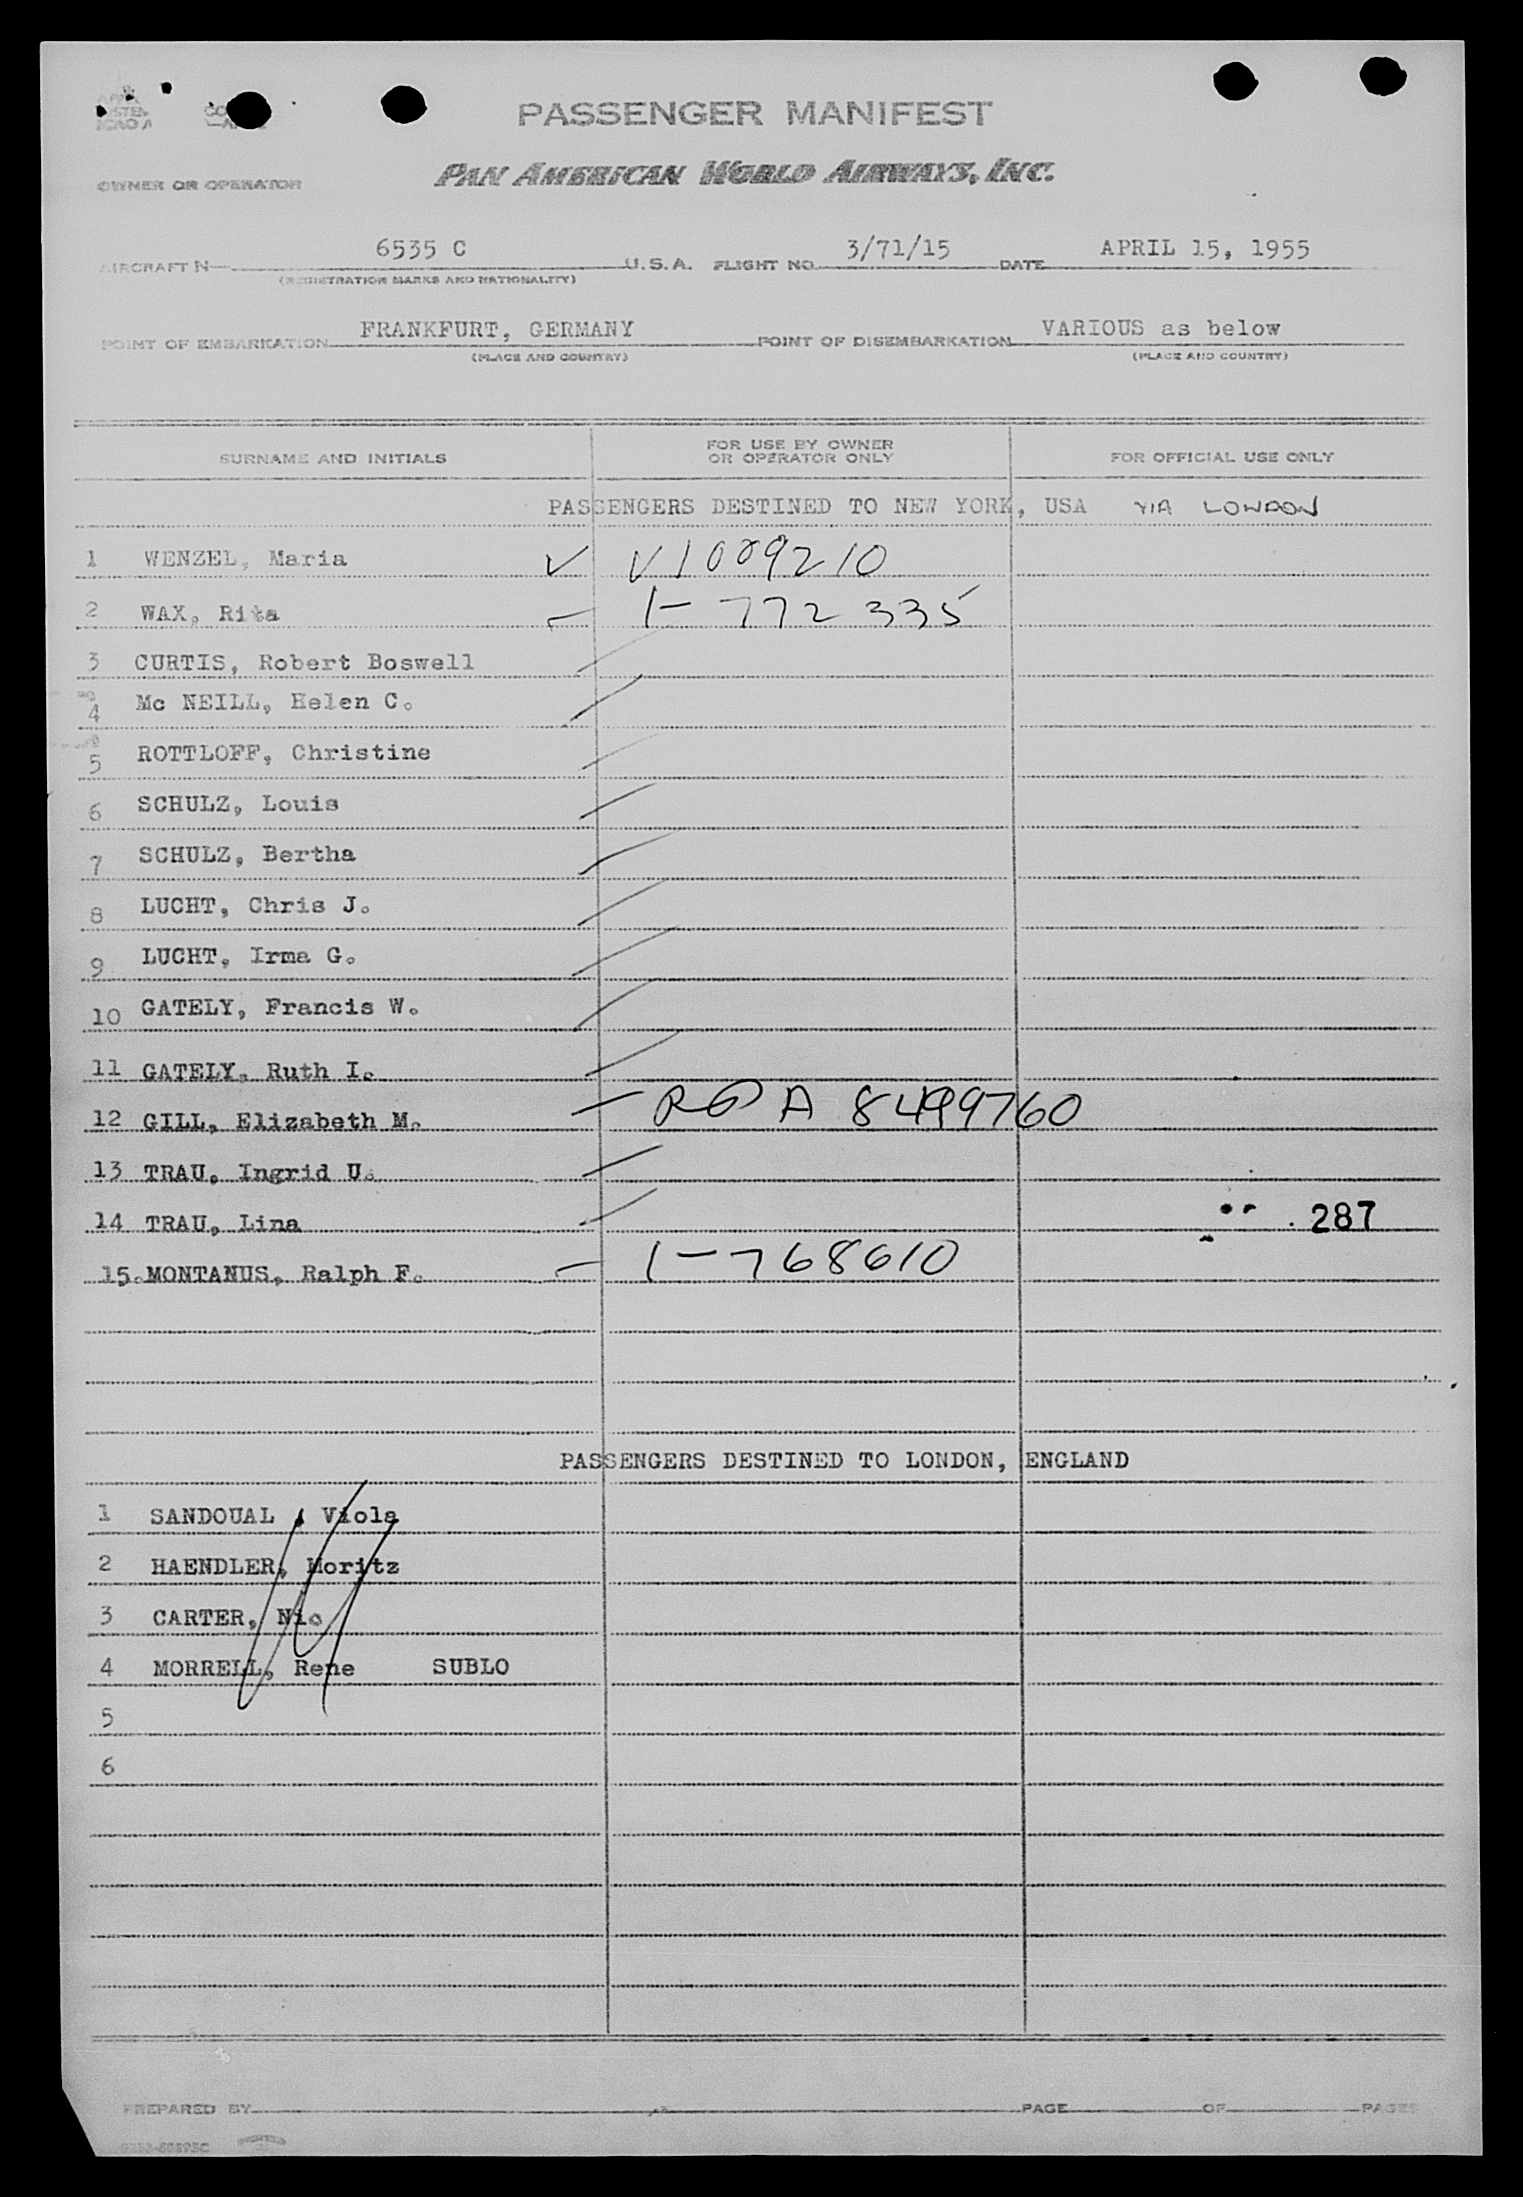 PASSENGER MANIFEST
OWNER OR OPERATOR PAN AMERICAN WORLD AIRWAYS, INC.
AIRCRAFT N 6535 C U.S.A. FLIGHT NO. 3/71/15 DATE APRIL 15, 1955
(REGISTRATION MARKS AND NATIONALITY)
POINT OF EMBARKATION FRANKFURT, GERMANY POINT OF DISEMBARKATION VARIOUS as below
(PLACE AND COUNTRY) (PLACE AND COUNTRY)
SURNAME AND INITIALS FOR USE BY OWNER OR OPERATOR ONLY FOR OFFICIAL USE ONLY
PASSENGERS DESTINED TO NEW YORK, USA VIA LONDON
1 WENZEL, Maria V1009210
2 WAX, Rita 1-772335
3 CURTIS, Robert Boswell
4 Mc NEILL, Helen C.
5 ROTTLOFF, Christine
6 SCHULZ, Louis
7 SCHULZ, Bertha
8 LUCHT, Chris J.
9 LUCHT, Irma G.
10 GATELY, Francis W.
11 GATELY, Ruth I.
12 GILL, Elizabeth M. A 8499760
13 TRAU, Ingrid U.
14 TRAU, Lina 287
15. MONTANUS, Ralph F. 1-768610
PASSENGERS DESTINED TO LONDON, ENGLAND
1 SANDOUAL , Viola
2 HAENDLER, Moritz
3 CARTER, Nic
4 MORRELL, Rene SUBLO
5
6
PREPARED BY PAGE OF PAGES